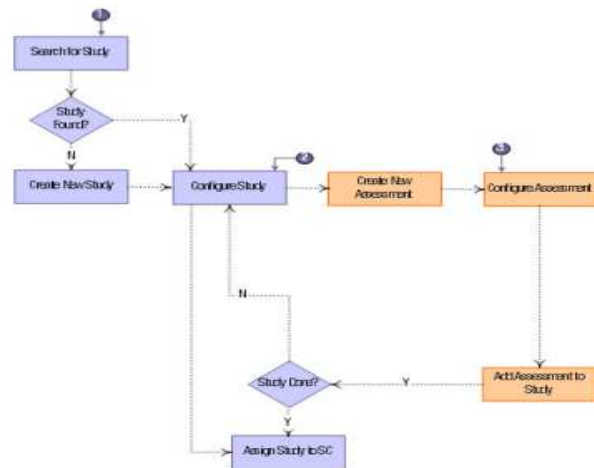 1
Search for Study
Study
Found?
Y
N
2
3
Create New Study
Configure Study
Create New
Assessment
Configure Assessment
N
Study Done?
Y
Add Assessment to
Study
Y
Assign Study to SC